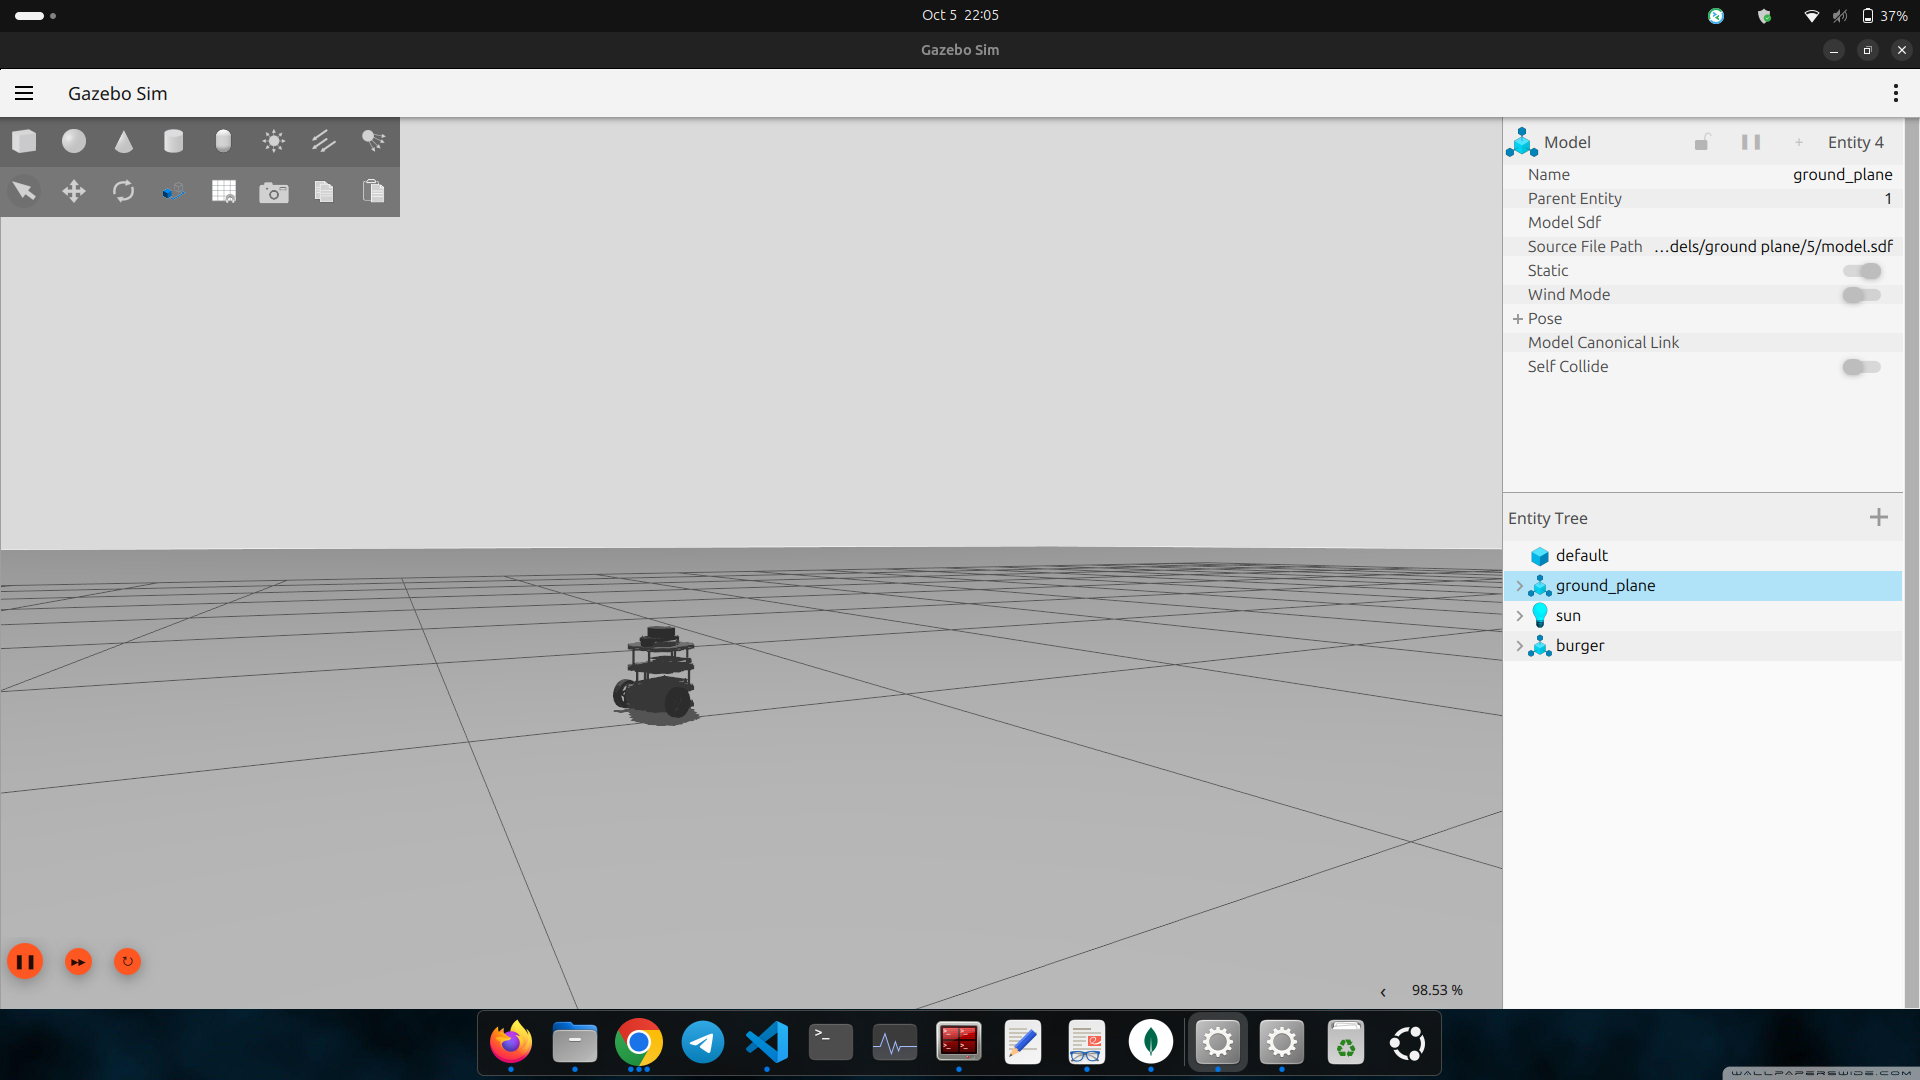 Oct 5 22:05
37%
Gazebo Sim
Gazebo Sim
Model
Entity 4
Name ground_plane
Parent Entity 1
Model Sdf
Source File Path …dels/ground plane/5/model.sdf
Static
Wind Mode
Pose
Model Canonical Link
Self Collide
Entity Tree
default
ground_plane
sun
burger
98.53 %
WALLPAPERSWIDE.COM